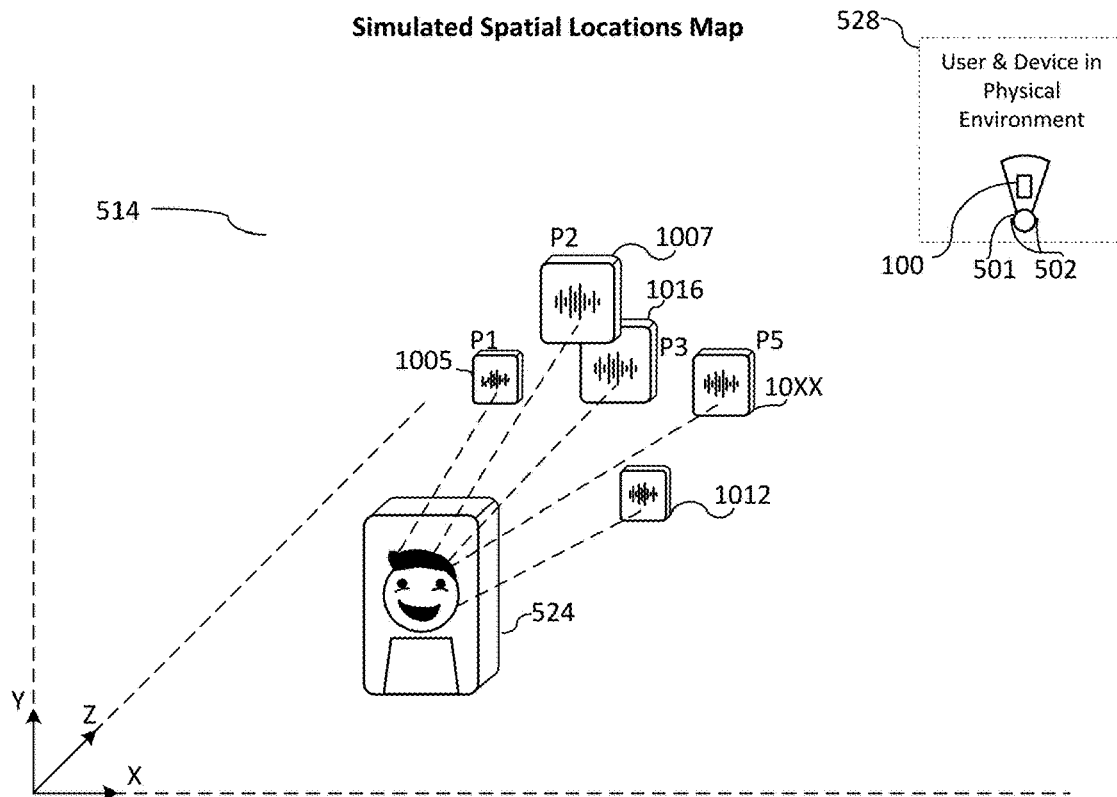 Simulated Spatial Locations Map
528
User & Device in
Physical
Environment
514
100
501
502
P2
1007
1016
P1
P3
P5
1005
10XX
1012
524
Y
Z
X